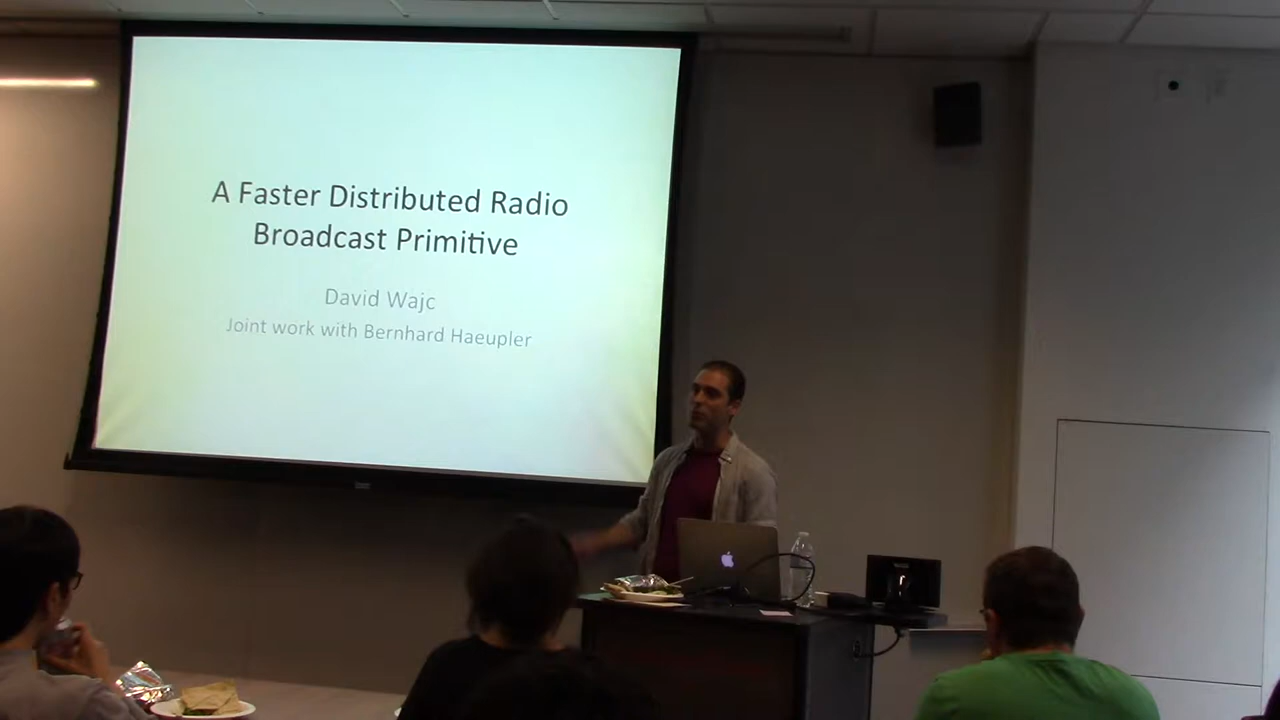 A Faster Distributed Radio
Broadcast Primitive
David Wajc
Joint work with Bernhard Haeupler